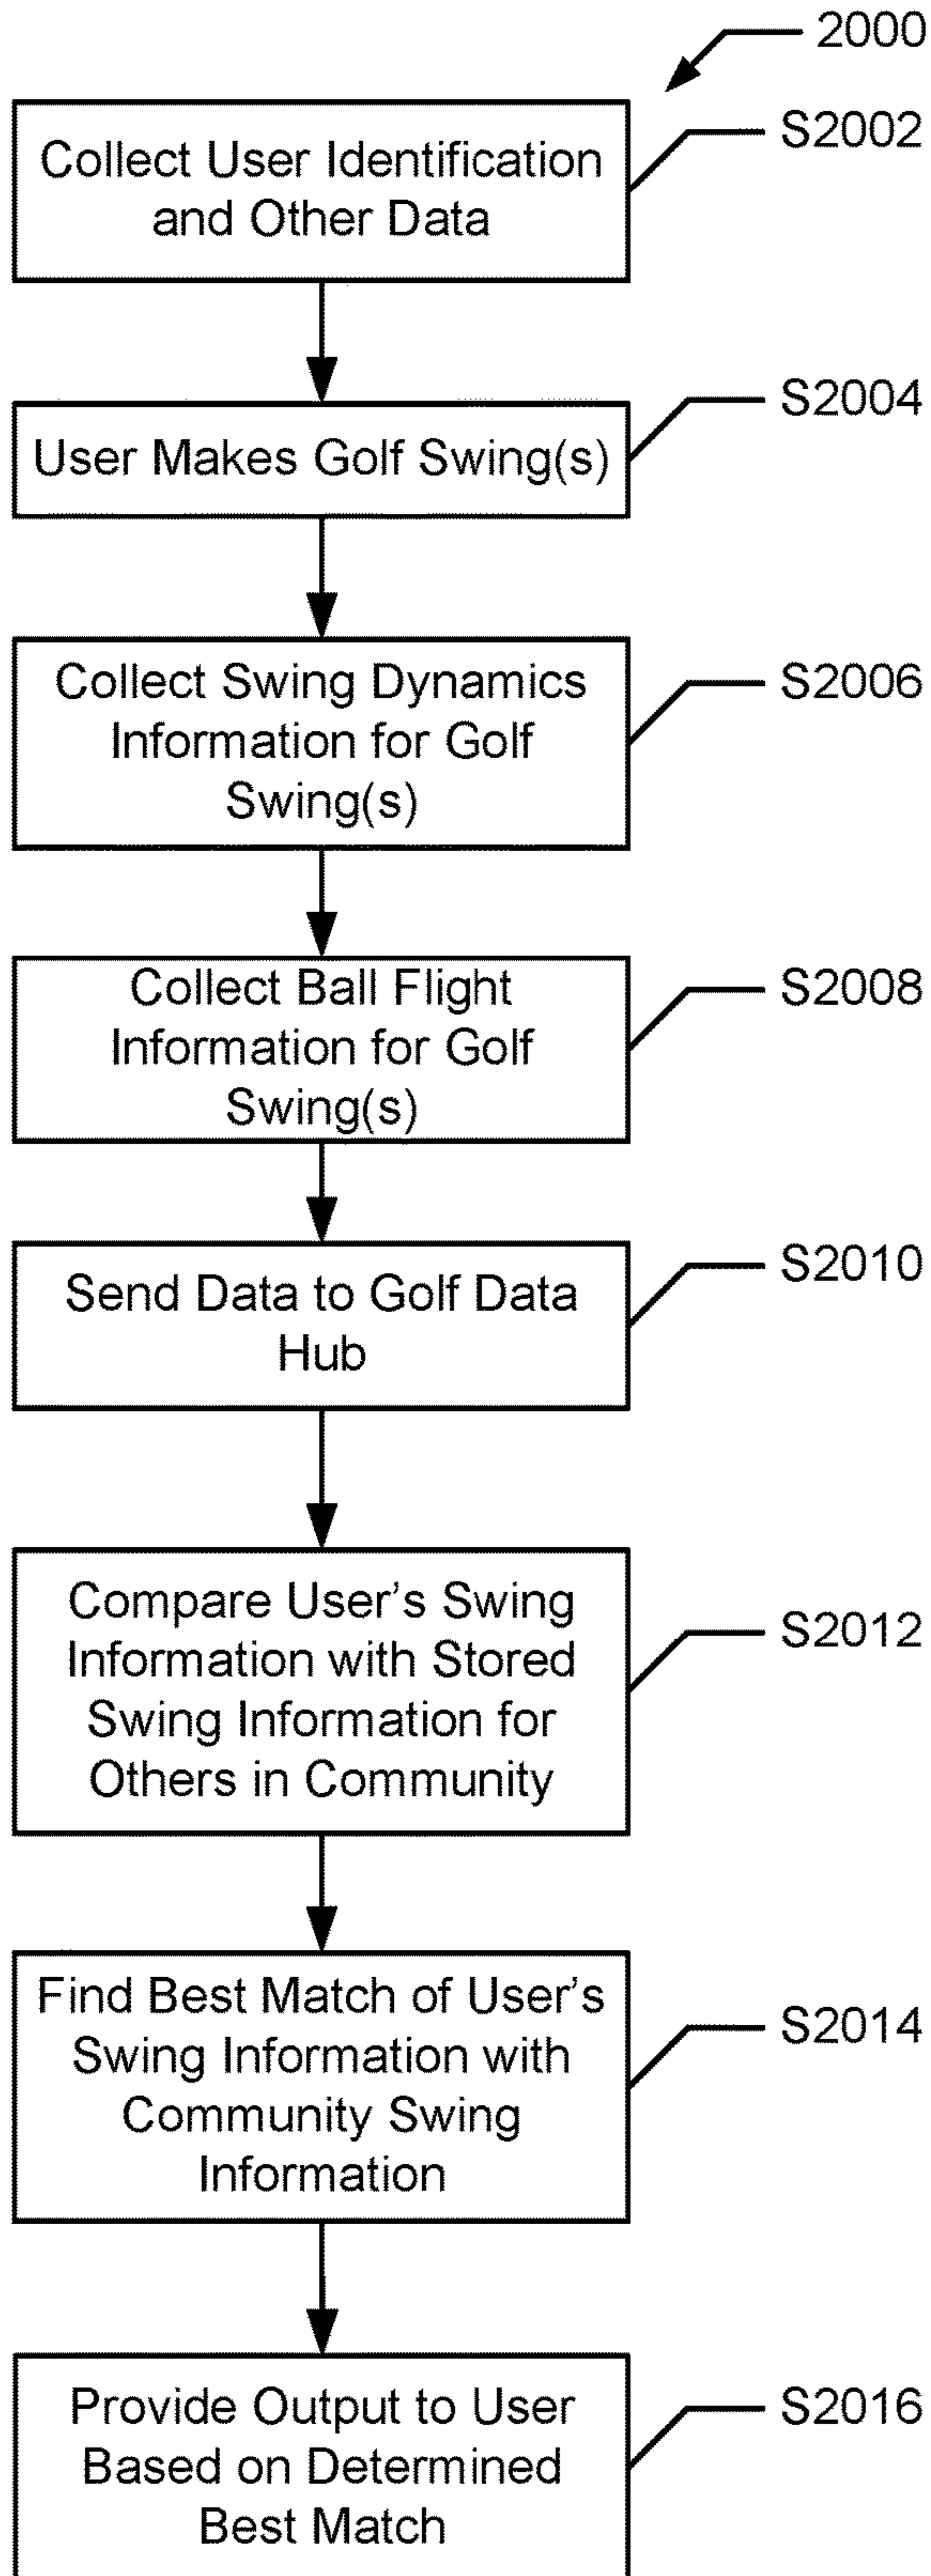 2000
S2002
Collect User Identification
and Other Data
S2004
User Makes Golf Swing(s)
S2006
Collect Swing Dynamics
Information for Golf
Swing(s)
S2008
Collect Ball Flight
Information for Golf
Swing(s)
S2010
Send Data to Golf Data
Hub
S2012
Compare User's Swing
Information with Stored
Swing Information for
Others in Community
S2014
Find Best Match of User's
Swing Information with
Community Swing
Information
S2016
Provide Output to User
Based on Determined
Best Match